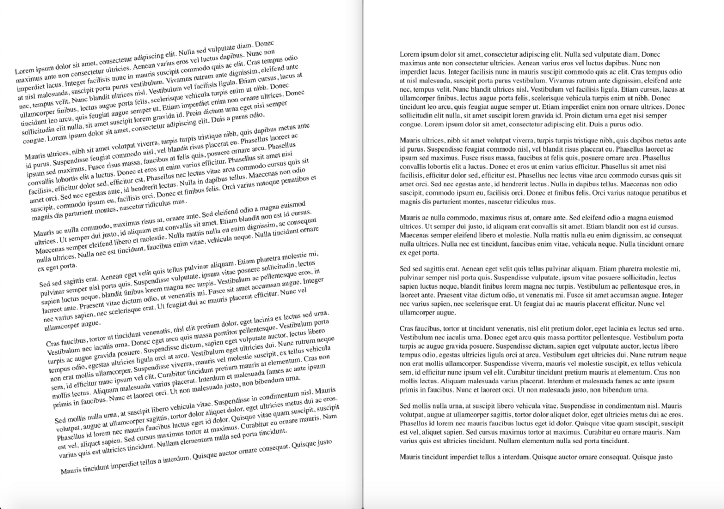 Lorem ipsum dolor sit amet, consectetur adipiscing elit. Nulla sed vulputate diam. Donec
maximus ante non consectetur ultricies. Aenean varius eros vel luctus dapibus. Nunc non
imperdiet lacus. Integer facilisis nunc in mauris suscipit commodo quis ac elit. Cras tempus odio
at nisl malesuada, suscipit porta purus vestibulum. Vivamus rutrum ante dignissim, eleifend ante
nec, tempus velit. Nunc blandit ultrices nisl. Vestibulum vel facilisis ligula. Etiam cursus, lacus at
ullamcorper finibus, lectus augue porta felis, scelerisque vehicula turpis enim ut nibh. Donec
tincidunt leo arcu, quis feugiat augue semper ut. Etiam imperdiet enim non ornare ultrices. Donec
sollicitudin elit nulla, sit amet suscipit lorem gravida id. Proin dictum urna eget nisi semper
congue. Lorem ipsum dolor sit amet, consectetur adipiscing elit. Duis a purus odio.
Mauris ultrices, nibh sit amet volutpat viverra, turpis turpis tristique nibh, quis dapibus metus ante
id purus. Suspendisse feugiat commodo nisl, vel blandit risus placerat eu. Phasellus laoreet ac
ipsum sed maximus. Fusce risus massa, faucibus at felis quis, posuere ornare arcu. Phasellus
convallis lobortis elit a luctus. Donec et eros ut enim varius efficitur. Phasellus sit amet nisi
facilisis, efficitur dolor sed, efficitur est. Phasellus nec lectus vitae arcu commodo cursus quis sit
amet orci. Sed nec egestas ante, id hendrerit lectus. Nulla in dapibus tellus. Maecenas non odio
suscipit, commodo ipsum eu, facilisis orci. Donec et finibus felis. Orci varius natoque penatibus et
magnis dis parturient montes, nascetur ridiculus mus.
Mauris ac nulla commodo, maximus risus at, ornare ante. Sed eleifend odio a magna euismod
ultrices. Ut semper dui justo, id aliquam erat convallis sit amet. Etiam blandit non est id cursus.
Maecenas semper eleifend libero et molestie. Nulla mattis nulla eu enim dignissim, ac consequat
nulla ultrices. Nulla nec est tincidunt, faucibus enim vitae, vehicula neque. Nulla tincidunt ornare
ex eget porta.
Sed sed sagittis erat. Aenean eget velit quis tellus pulvinar aliquam. Etiam pharetra molestie mi,
pulvinar semper nisi porta quis. Suspendisse vulputate, ipsum vitae posuere sollicitudin, lectus
sapien luctus neque, blandit finibus lorem magna nec turpis. Vestibulum ac pellentesque eros, in
laoreet ante. Praesent vitae dictum odio, ut venenatis mi. Fusce sit amet accumsan augue. Integer
nec varius sapien, nec scelerisque erat. Ut feugiat dui ac mauris placerat efficitur. Nunc vel
ullamcorper augue.
Cras faucibus, tortor ut tincidunt venenatis, nisl elit pretium dolor, eget lacinia ex lectus sed urna.
Vestibulum nec iaculis urna. Donec eget arcu quis massa porttitor pellentesque. Vestibulum porta
turpis ac augue gravida posuere. Suspendisse dictum, sapien eget vulputate auctor, lectus libero
tempus odio, egestas ultricies ligula orci at arcu. Vestibulum eget ultricies dui. Nunc rutrum neque
non erat mollis ullamcorper. Suspendisse viverra, mauris vel molestie suscipit, ex tellus vehicula
sem, id efficitur nunc ipsum vel elit. Curabitur tincidunt pretium mauris at elementum. Cras non
mollis lectus. Aliquam malesuada varius placerat. Interdum et malesuada fames ac ante ipsum
primis in faucibus. Cras et leo malesuada, mattis quam quis, ultricies ligula. Ut non malesuada justo, non bibendum urna.
Sed mollis nulla urna, at suscipit libero vehicula vitae. Suspendisse in condimentum nisl. Mauris
volutpat, augue at ullamcorper sagittis, tortor dolor aliquet dolor, eget ultricies metus dui ac eros.
Phasellus id lorem nec mauris faucibus luctus eget id dolor. Quisque vitae quam suscipit, suscipit
est vel, aliquet sapien. Sed cursus maximus tortor at maximus. Curabitur eu ornare mauris. Nam
varius quis est ultricies tincidunt. Nullam elementum nulla sed porta tincidunt.
Mauris tincidunt imperdiet tellus a interdum. Quisque auctor ornare consequat. Quisque justo
Lorem ipsum dolor sit amet, consectetur adipiscing elit. Nulla sed vulputate diam. Donec
maximus ante non consectetur ultricies. Aenean varius eros vel luctus dapibus. Nunc non
imperdiet lacus. Integer facilisis nunc in mauris suscipit commodo quis ac elit. Cras tempus odio
at nisl malesuada, suscipit porta purus vestibulum. Vivamus rutrum ante dignissim, eleifend ante
nec, tempus velit. Nunc blandit ultrices nisl. Vestibulum vel facilisis ligula. Etiam cursus, lacus at
ullamcorper finibus, lectus augue porta felis, scelerisque vehicula turpis enim ut nibh. Donec
tincidunt leo arcu, quis feugiat augue semper ut. Etiam imperdiet enim non ornare ultrices. Donec
sollicitudin elit nulla, sit amet suscipit lorem gravida id. Proin dictum urna eget nisi semper
congue. Lorem ipsum dolor sit amet, consectetur adipiscing elit. Duis a purus odio.
Mauris ultrices, nibh sit amet volutpat viverra, turpis turpis tristique nibh, quis dapibus metus ante
id purus. Suspendisse feugiat commodo nisl, vel blandit risus placerat eu. Phasellus laoreet ac
ipsum sed maximus. Fusce risus massa, faucibus at felis quis, posuere ornare arcu. Phasellus
convallis lobortis elit a luctus. Donec et eros ut enim varius efficitur. Phasellus sit amet nisi
facilisis, efficitur dolor sed, efficitur est. Phasellus nec lectus vitae arcu commodo cursus quis sit
amet orci. Sed nec egestas ante, id hendrerit lectus. Nulla in dapibus tellus. Maecenas non odio
suscipit, commodo ipsum eu, facilisis orci. Donec et finibus felis. Orci varius natoque penatibus et
magnis dis parturient montes, nascetur ridiculus mus.
Mauris ac nulla commodo, maximus risus at, ornare ante. Sed eleifend odio a magna euismod
ultrices. Ut semper dui justo, id aliquam erat convallis sit amet. Etiam blandit non est id cursus.
Maecenas semper eleifend libero et molestie. Nulla mattis nulla eu enim dignissim, ac consequat
nulla ultrices. Nulla nec est tincidunt, faucibus enim vitae, vehicula neque. Nulla tincidunt ornare
ex eget porta.
Sed sed sagittis erat. Aenean eget velit quis tellus pulvinar aliquam. Etiam pharetra molestie mi,
pulvinar semper nisl porta quis. Suspendisse vulputate, ipsum vitae posuere sollicitudin, lectus
sapien luctus neque, blandit finibus lorem magna nec turpis. Vestibulum ac pellentesque eros, in
laoreet ante. Praesent vitae dictum odio, ut venenatis mi. Fusce sit amet accumsan augue. Integer
nec varius sapien, nec scelerisque erat. Ut feugiat dui ac mauris placerat efficitur. Nunc vel
ullamcorper augue.
Cras faucibus, tortor ut tincidunt venenatis, nisl elit pretium dolor, eget lacinia ex lectus sed urna.
Vestibulum nec iaculis urna. Donec eget arcu quis massa porttitor pellentesque. Vestibulum porta
turpis ac augue gravida posuere. Suspendisse dictum, sapien eget vulputate auctor, lectus libero
tempus odio, egestas ultricies ligula orci at arcu. Vestibulum eget ultricies dui. Nunc rutrum neque
non erat mollis ullamcorper. Suspendisse viverra, mauris vel molestie suscipit, ex tellus vehicula
sem, id efficitur nunc ipsum vel elit. Curabitur tincidunt pretium mauris at elementum. Cras non
mollis lectus. Aliquam malesuada varius placerat. Interdum et malesuada fames ac ante ipsum
primis in faucibus. Ut non malesuada justo, non bibendum urna.
Sed mollis nulla urna, at suscipit libero vehicula vitae. Suspendisse in condimentum nisl. Mauris
volutpat, augue at ullamcorper sagittis, tortor dolor aliquet dolor, eget ultricies metus dui ac eros.
Phasellus id lorem nec mauris faucibus luctus eget id dolor. Quisque vitae quam suscipit, suscipit
est vel, aliquet sapien. Sed cursus maximus tortor at maximus. Curabitur eu ornare mauris. Nam
varius quis est ultricies tincidunt. Nullam elementum nulla sed porta tincidunt.
Mauris tincidunt imperdiet tellus a interdum. Quisque auctor ornare consequat. Quisque justo